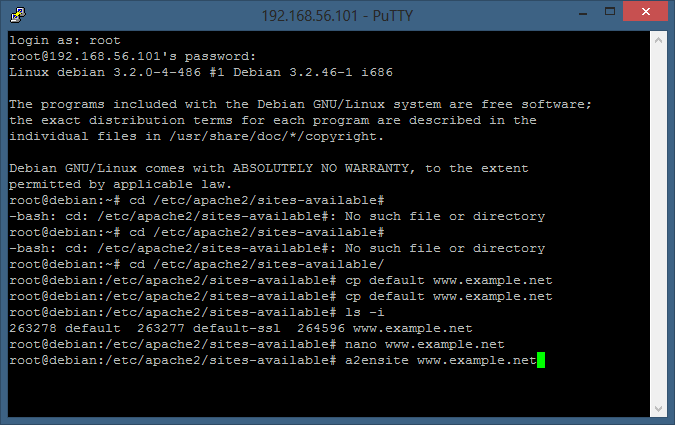 192.168.56.101 - PuTTY
login as: root
root@192.168.56.101's password:
Linux debian 3.2.0-4-486 #1 Debian 3.2.46-1 i686
The programs included with the Debian GNU/Linux system are free software;
the exact distribution terms for each program are described in the
individual files in /usr/share/doc/*/copyright.
Debian GNU/Linux comes with ABSOLUTELY NO WARRANTY, to the extent
permitted by applicable law.
root@debian:~# cd /etc/apache2/sites-available#
-bash: cd: /etc/apache2/sites-available#: No such file or directory
root@debian:~# cd /etc/apache2/sites-available#
-bash: cd: /etc/apache2/sites-available#: No such file or directory
root@debian:~# cd /etc/apache2/sites-available/
root@debian:/etc/apache2/sites-available# cp default www.example.net
root@debian:/etc/apache2/sites-available# cp default www.example.net
root@debian:/etc/apache2/sites-available# ls -i
263278 default  263277 default-ssl  264596 www.example.net
root@debian:/etc/apache2/sites-available# nano www.example.net
root@debian:/etc/apache2/sites-available# a2ensite www.example.net